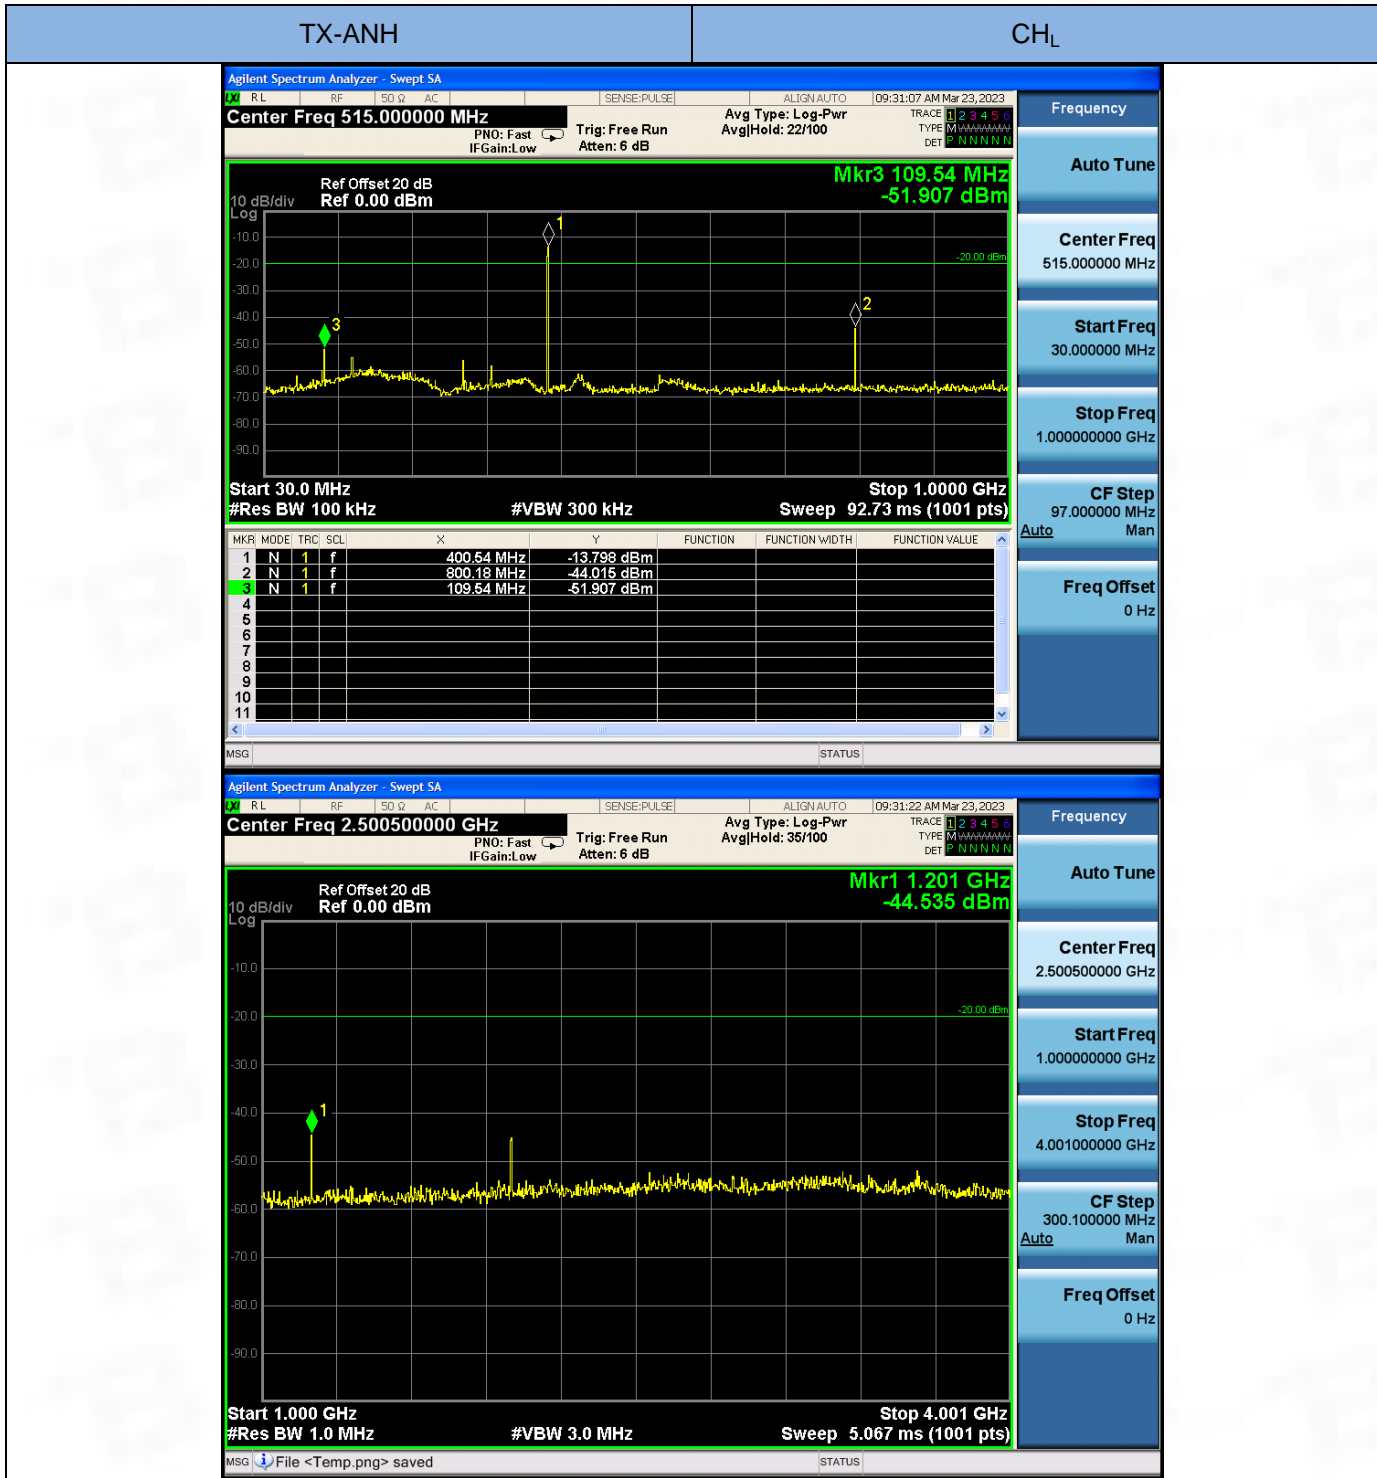 TX-ANH CH_L
Agilent Spectrum Analyzer - Swept SA
LXI RL RF 50 Ω AC SENSE:PULSE ALIGN AUTO 09:31:07 AM Mar 23, 2023
Center Freq 515.000000 MHz
PNO: Fast
IFGain:Low
Trig: Free Run
Atten: 6 dB
Avg Type: Log-Pwr
Avg|Hold: 22/100
TRACE 1 2 3 4 5 6
TYPE M
DET P N N N N N
Mkr3 109.54 MHz
-51.907 dBm
Ref Offset 20 dB
10 dB/div Ref 0.00 dBm
Log
-10.0
-20.0
-30.0
-40.0
-50.0
-60.0
-70.0
-80.0
-90.0
1
-20.00 dBm
2
3
Start 30.0 MHz Stop 1.0000 GHz
#Res BW 100 kHz #VBW 300 kHz Sweep 92.73 ms (1001 pts)
MKR MODE TRC SCL X Y FUNCTION FUNCTION WIDTH FUNCTION VALUE
1 N 1 f 400.54 MHz -13.798 dBm
2 N 1 f 800.18 MHz -44.015 dBm
3 N 1 f 109.54 MHz -51.907 dBm
4
5
6
7
8
9
10
11
MSG STATUS
Frequency
Auto Tune
Center Freq
515.000000 MHz
Start Freq
30.000000 MHz
Stop Freq
1.000000000 GHz
CF Step
97.000000 MHz
Auto Man
Freq Offset
0 Hz
Agilent Spectrum Analyzer - Swept SA
LXI RL RF 50 Ω AC SENSE:PULSE ALIGN AUTO 09:31:22 AM Mar 23, 2023
Center Freq 2.500500000 GHz
PNO: Fast
IFGain:Low
Trig: Free Run
Atten: 6 dB
Avg Type: Log-Pwr
Avg|Hold: 35/100
TRACE 1 2 3 4 5 6
TYPE M
DET P N N N N N
Mkr1 1.201 GHz
-44.535 dBm
Ref Offset 20 dB
10 dB/div Ref 0.00 dBm
Log
-10.0
-20.0
-30.0
-40.0
-50.0
-60.0
-70.0
-80.0
-90.0
-20.00 dBm
1
Start 1.000 GHz Stop 4.001 GHz
#Res BW 1.0 MHz #VBW 3.0 MHz Sweep 5.067 ms (1001 pts)
MSG File <Temp.png> saved STATUS
Frequency
Auto Tune
Center Freq
2.500500000 GHz
Start Freq
1.000000000 GHz
Stop Freq
4.001000000 GHz
CF Step
300.100000 MHz
Auto Man
Freq Offset
0 Hz